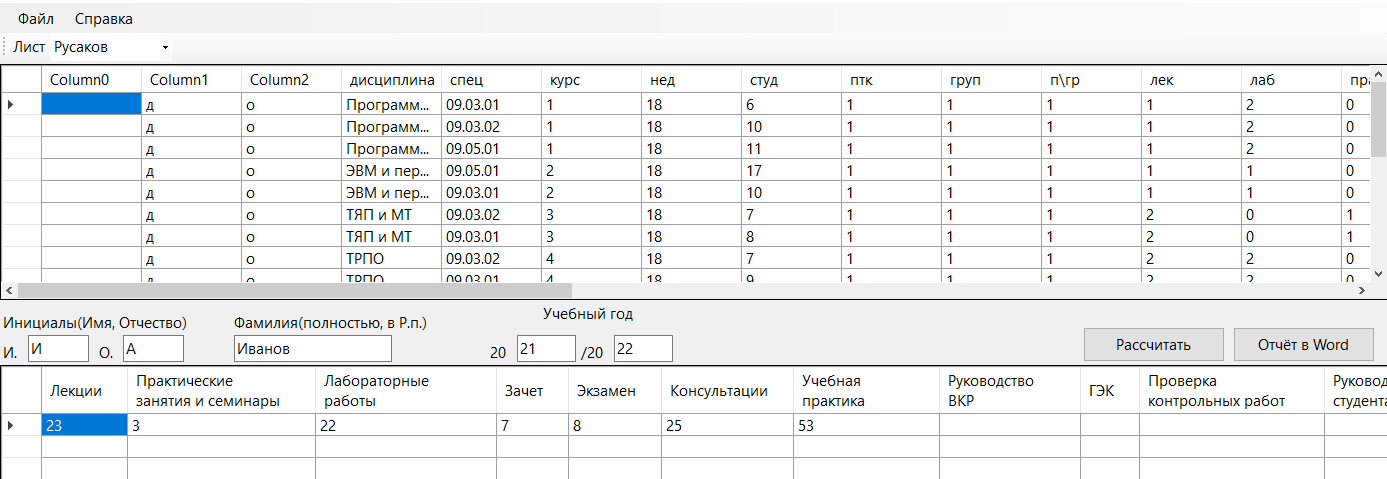 Файл Справка
Лист Русаков
Column0 Column1 Column2 дисциплина спец курс нед студ птк груп п\гр лек лаб пра
д о Программ... 09.03.01 1 18 6 1 1 1 1 2 0
д о Программ... 09.03.02 1 18 10 1 1 1 1 2 0
д о Программ... 09.05.01 1 18 11 1 1 1 1 2 0
д о ЭВМ и пер... 09.05.01 2 18 17 1 1 1 1 1 0
д о ЭВМ и пер... 09.03.01 2 18 10 1 1 1 1 1 0
д о ТЯП и МТ 09.03.02 3 18 7 1 1 1 2 0 1
д о ТЯП и МТ 09.03.01 3 18 8 1 1 1 2 0 1
д о ТРПО 09.03.02 4 18 7 1 1 1 2 2 0
д о ТРПО 09.03.01 4 18 9 1 1 1 2 2 0
Учебный год
Инициалы(Имя, Отчество) Фамилия(полностью, в Р.п.)
И. И О. А Иванов 20 21 /20 22 Рассчитать Отчёт в Word
Лекции Практические занятия и семинары Лабораторные работы Зачет Экзамен Консультации Учебная практика Руководство ВКР ГЭК Проверка контрольных работ Руковод студента
23 3 22 7 8 25 53